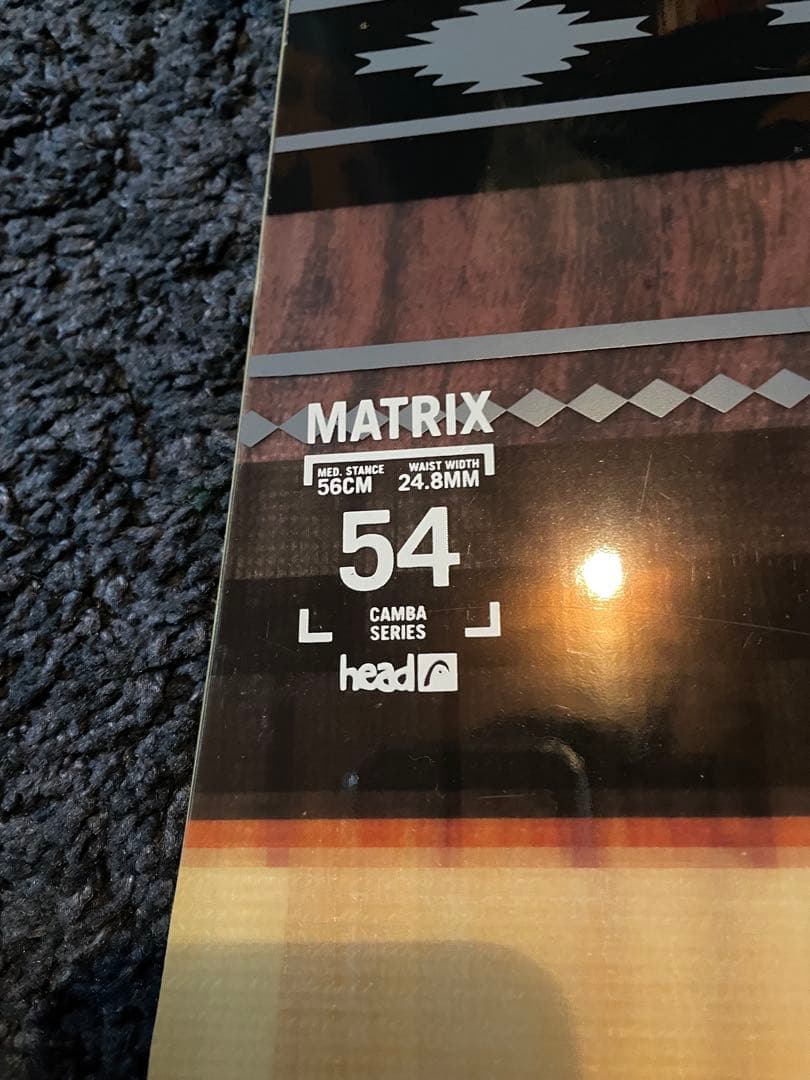 MATRIX
MED. STANCE WAIST WIDTH
56CM 24.8MM
54
CAMBA
SERIES
head